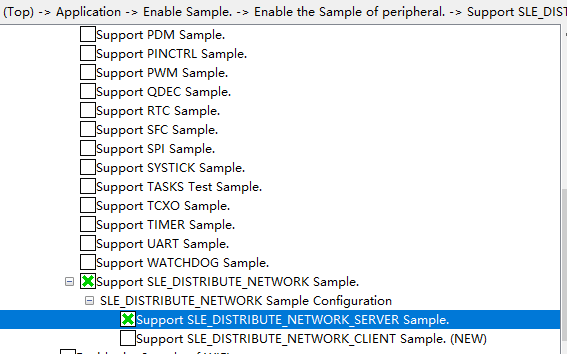 (Top) -> Application -> Enable Sample. -> Enable the Sample of peripheral. -> Support SLE_DIST
Support PDM Sample.
Support PINCTRL Sample.
Support PWM Sample.
Support QDEC Sample.
Support RTC Sample.
Support SFC Sample.
Support SPI Sample.
Support SYSTICK Sample.
Support TASKS Test Sample.
Support TCXO Sample.
Support TIMER Sample.
Support UART Sample.
Support WATCHDOG Sample.
Support SLE_DISTRIBUTE_NETWORK Sample.
SLE_DISTRIBUTE_NETWORK Sample Configuration
Support SLE_DISTRIBUTE_NETWORK_SERVER Sample.
Support SLE_DISTRIBUTE_NETWORK_CLIENT Sample. (NEW)